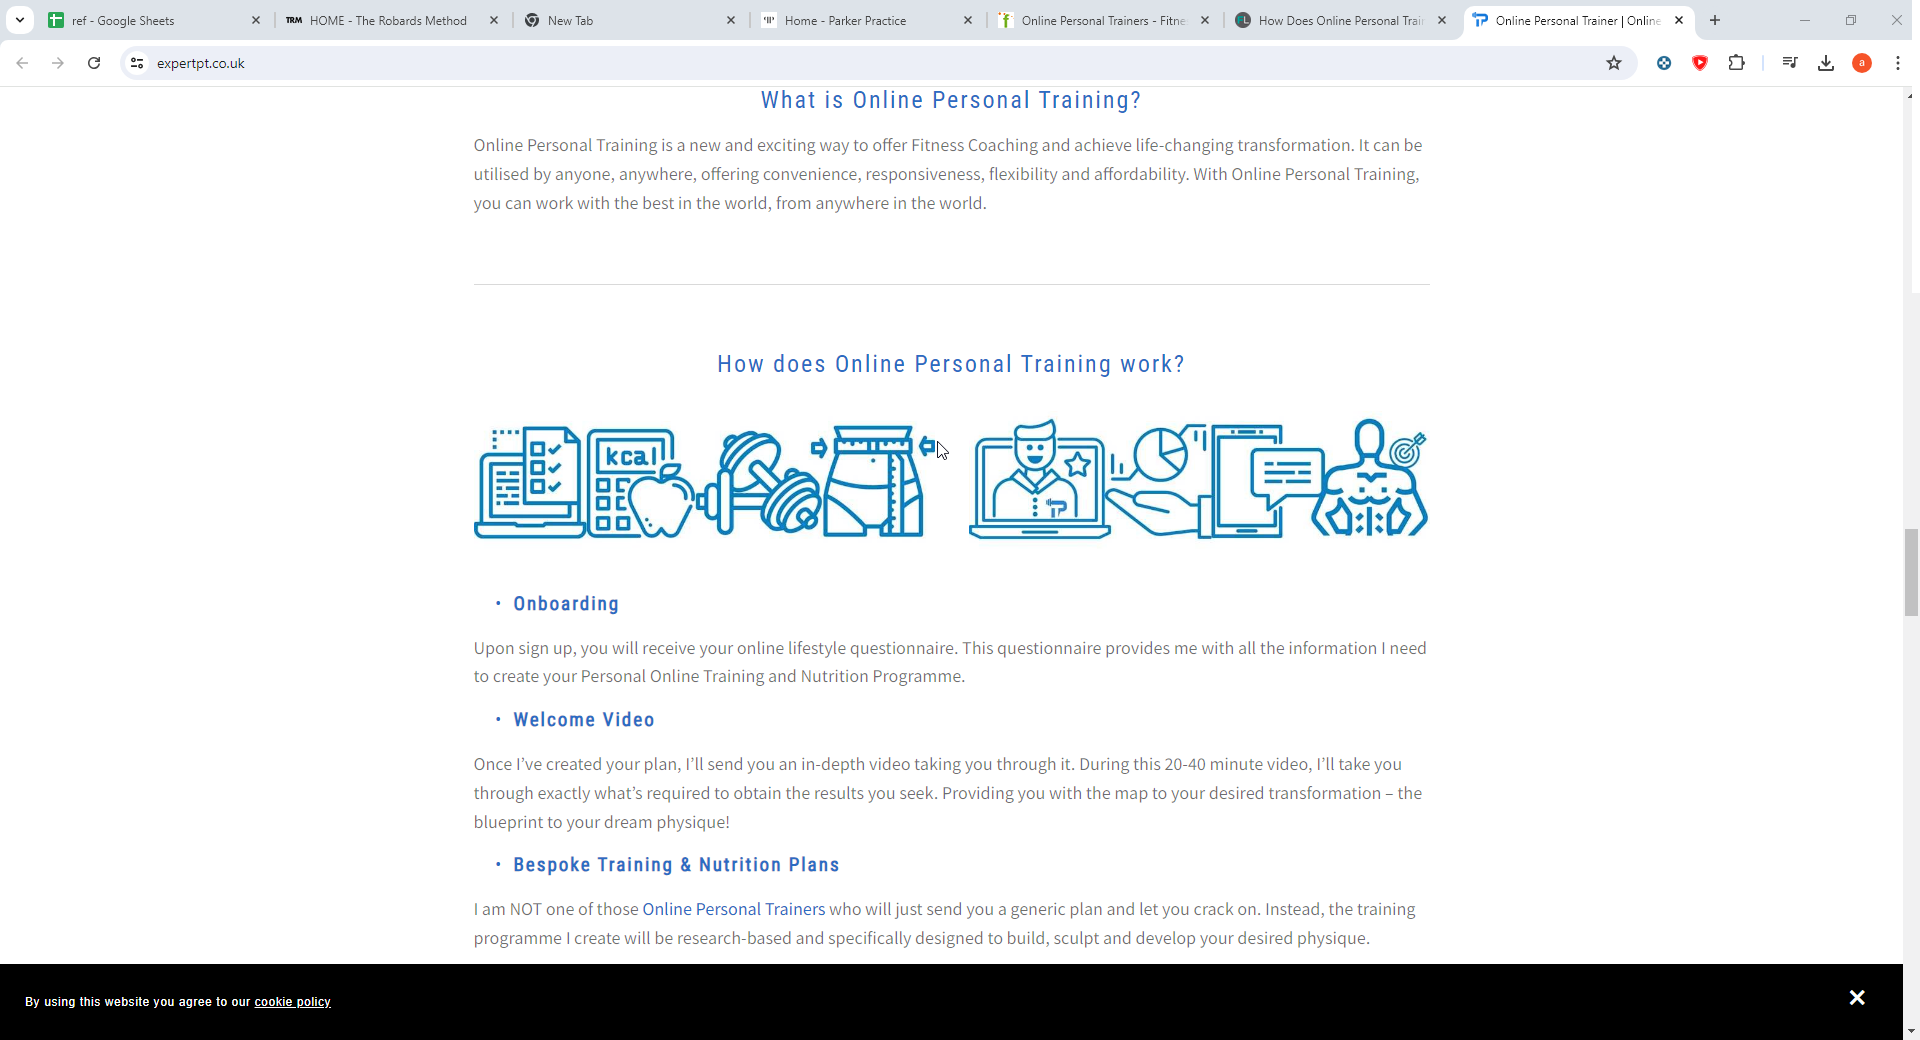 ref - Google Sheets
TRM HOME - The Robards Method
New Tab
Home - Parker Practice
Online Personal Trainers - Fitne
How Does Online Personal Trai
Online Personal Trainer | Online
expertpt.co.uk
a
What is Online Personal Training?
Online Personal Training is a new and exciting way to offer Fitness Coaching and achieve life-changing transformation. It can be
utilised by anyone, anywhere, offering convenience, responsiveness, flexibility and affordability. With Online Personal Training,
you can work with the best in the world, from anywhere in the world.
How does Online Personal Training work?
kcal
• Onboarding
Upon sign up, you will receive your online lifestyle questionnaire. This questionnaire provides me with all the information I need
to create your Personal Online Training and Nutrition Programme.
• Welcome Video
Once I’ve created your plan, I’ll send you an in-depth video taking you through it. During this 20-40 minute video, I’ll take you
through exactly what’s required to obtain the results you seek. Providing you with the map to your desired transformation – the
blueprint to your dream physique!
• Bespoke Training & Nutrition Plans
I am NOT one of those Online Personal Trainers who will just send you a generic plan and let you crack on. Instead, the training
programme I create will be research-based and specifically designed to build, sculpt and develop your desired physique.
By using this website you agree to our cookie policy